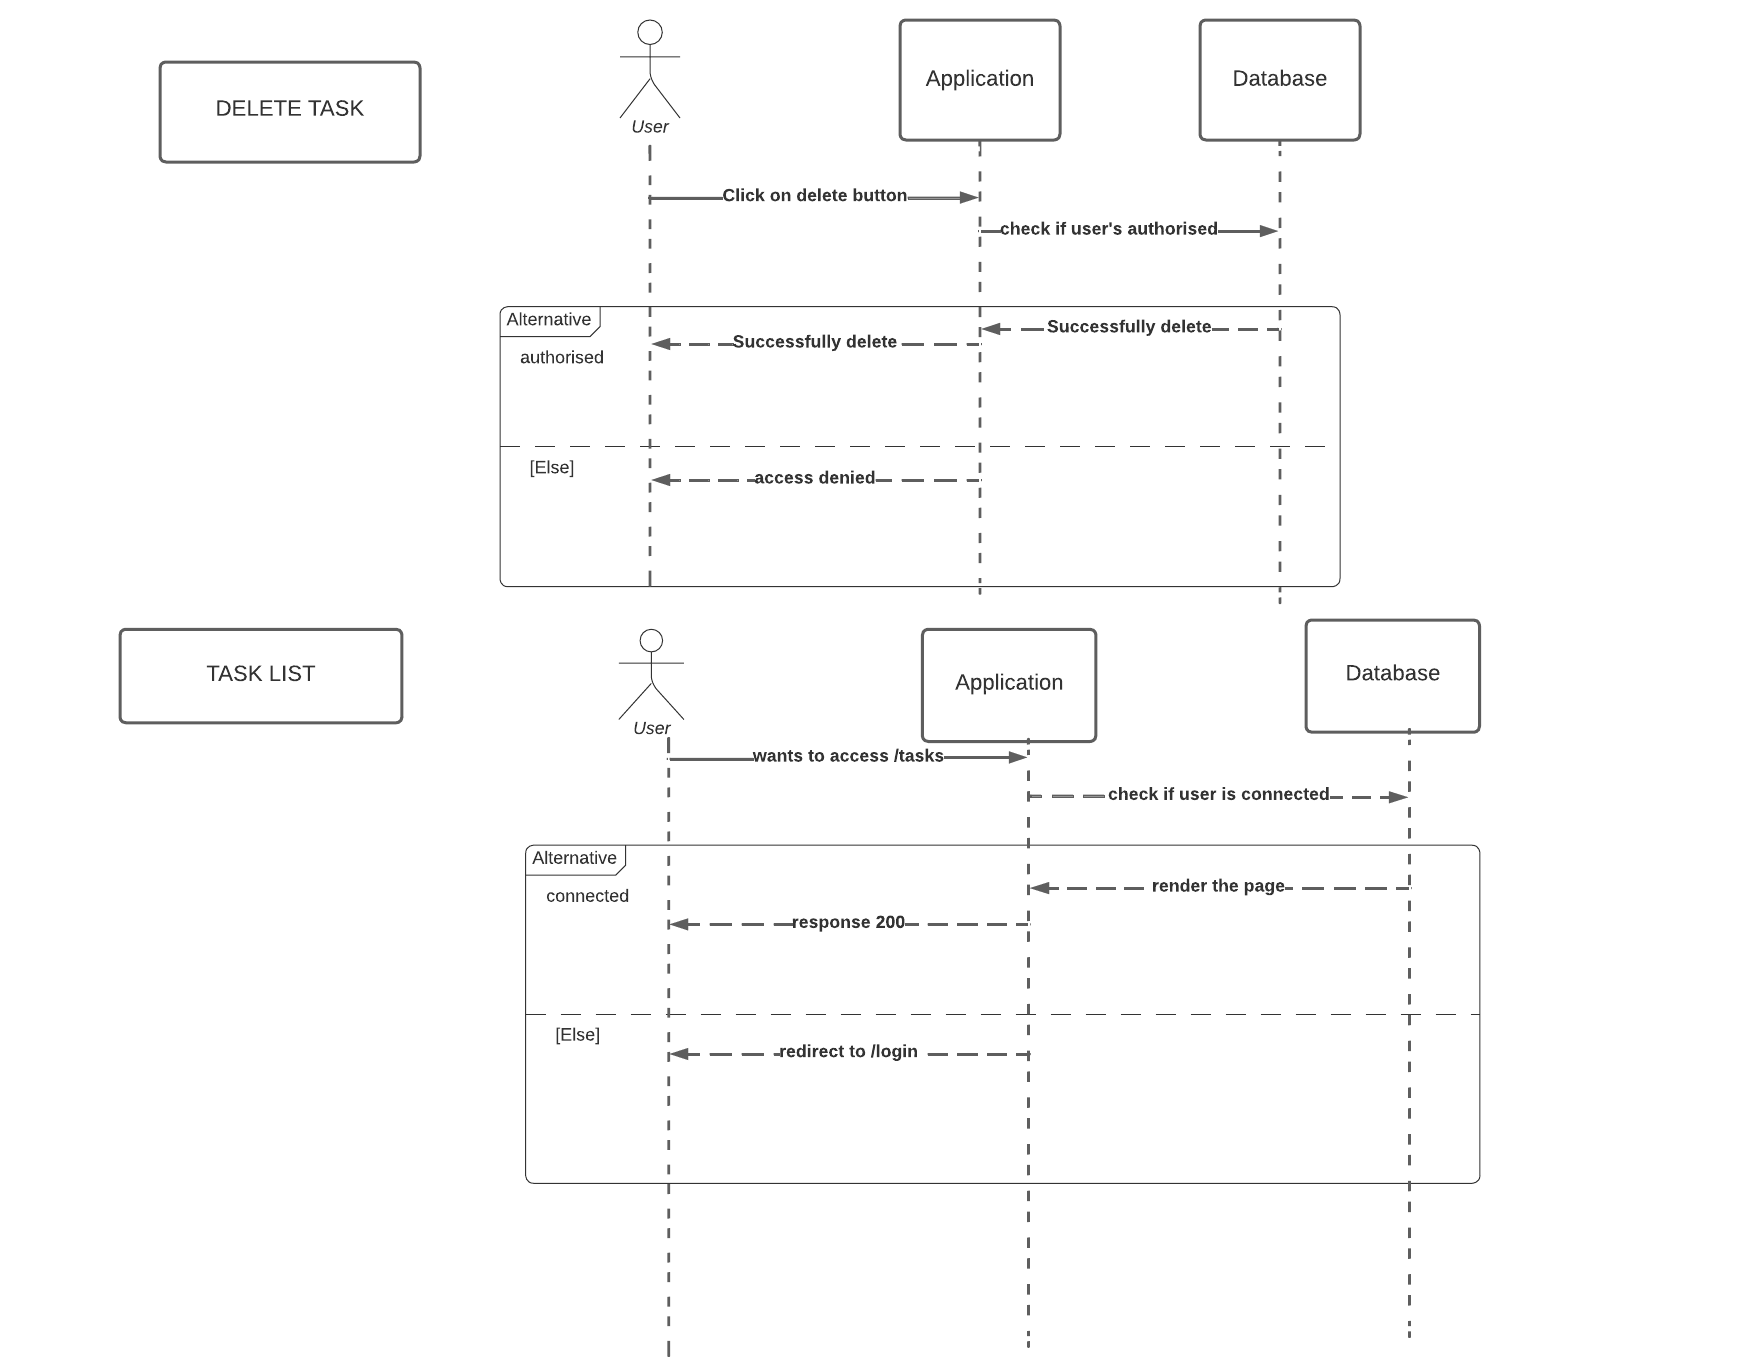 DELETE TASK
User
Application
Database
Click on delete button
check if user's authorised
Alternative
authorised
Successfully delete
Successfully delete
[Else]
access denied
TASK LIST
User
Application
Database
wants to access /tasks
check if user is connected
Alternative
connected
render the page
response 200
[Else]
redirect to /login